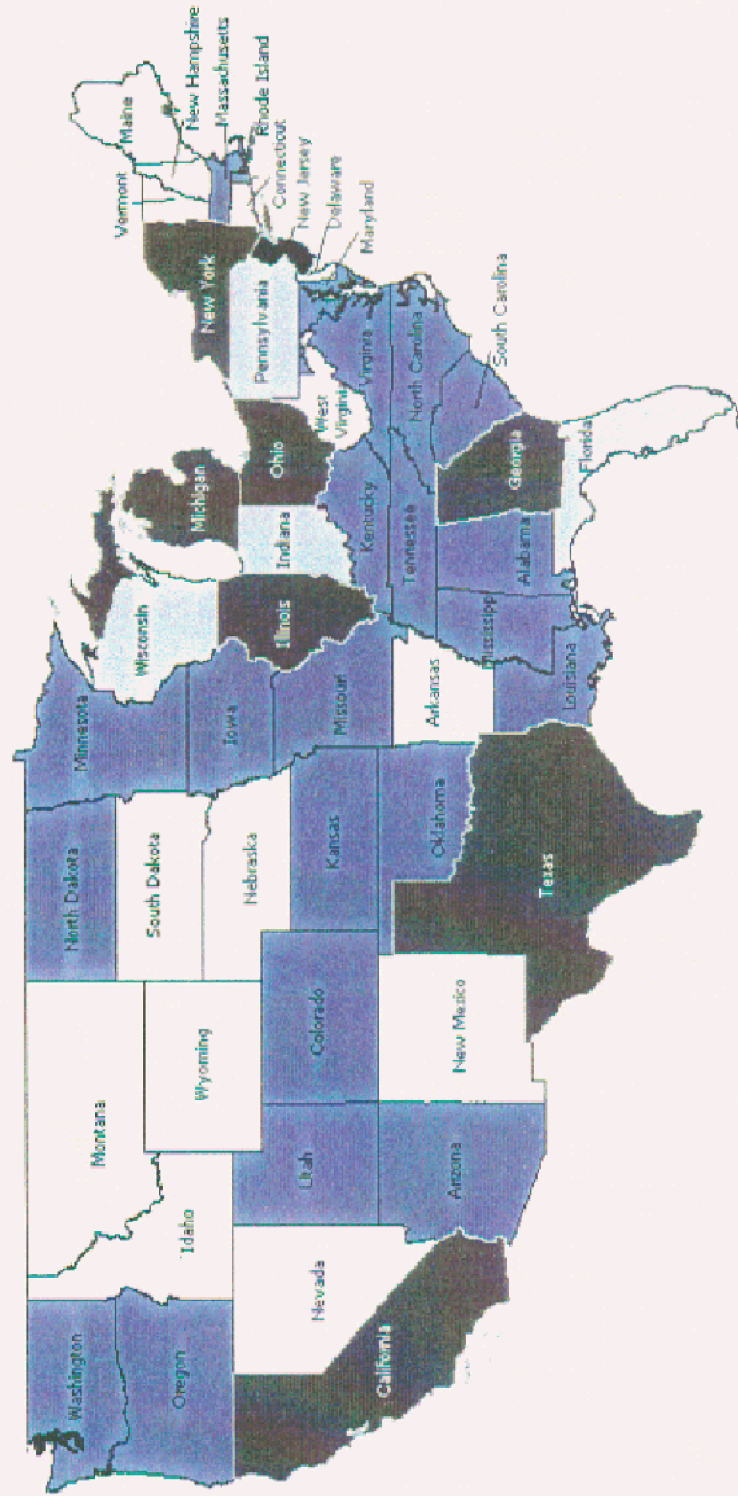 Washington
Oregon
California
Nevada
Idaho
Montana
Wyoming
Utah
Arizona
Colorado
New Mexico
North Dakota
South Dakota
Nebraska
Kansas
Oklahoma
Texas
Minnesota
Iowa
Missouri
Arkansas
Louisiana
Wisconsin
Illinois
Mississipp
Michigan
Indiana
Kentucky
Tennessee
Alabama
Ohio
West
Virginia
Georgia
Florida
Pennsylvania
Virginia
North Carolina
South Carolina
New York
Vermont
Maine
New Hampshire
Massachusetts
Rhode Island
Connecticut
New Jersey
Delaware
Maryland